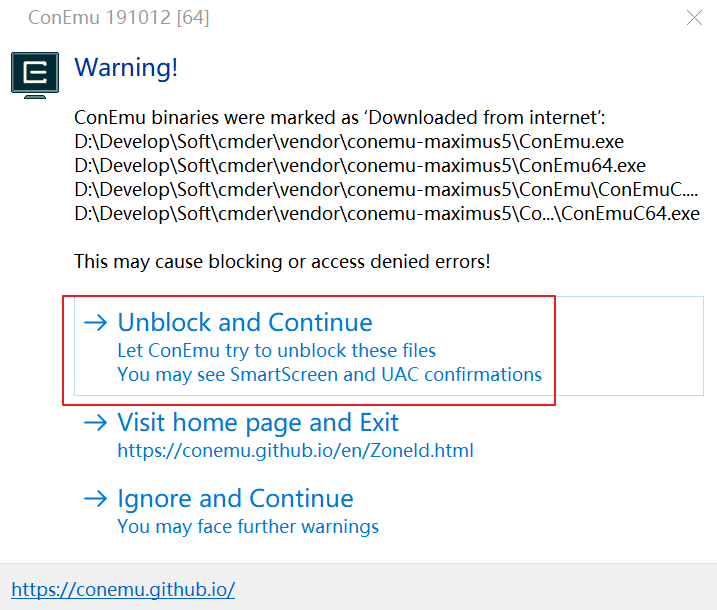 ConEmu 191012 [64]
Warning!
ConEmu binaries were marked as ‘Downloaded from internet’:
D:\Develop\Soft\cmder\vendor\conemu-maximus5\ConEmu.exe
D:\Develop\Soft\cmder\vendor\conemu-maximus5\ConEmu64.exe
D:\Develop\Soft\cmder\vendor\conemu-maximus5\ConEmu\ConEmuC....
D:\Develop\Soft\cmder\vendor\conemu-maximus5\Co...\ConEmuC64.exe
This may cause blocking or access denied errors!
Unblock and Continue
Let ConEmu try to unblock these files
You may see SmartScreen and UAC confirmations
Visit home page and Exit
https://conemu.github.io/en/ZoneId.html
Ignore and Continue
You may face further warnings
https://conemu.github.io/